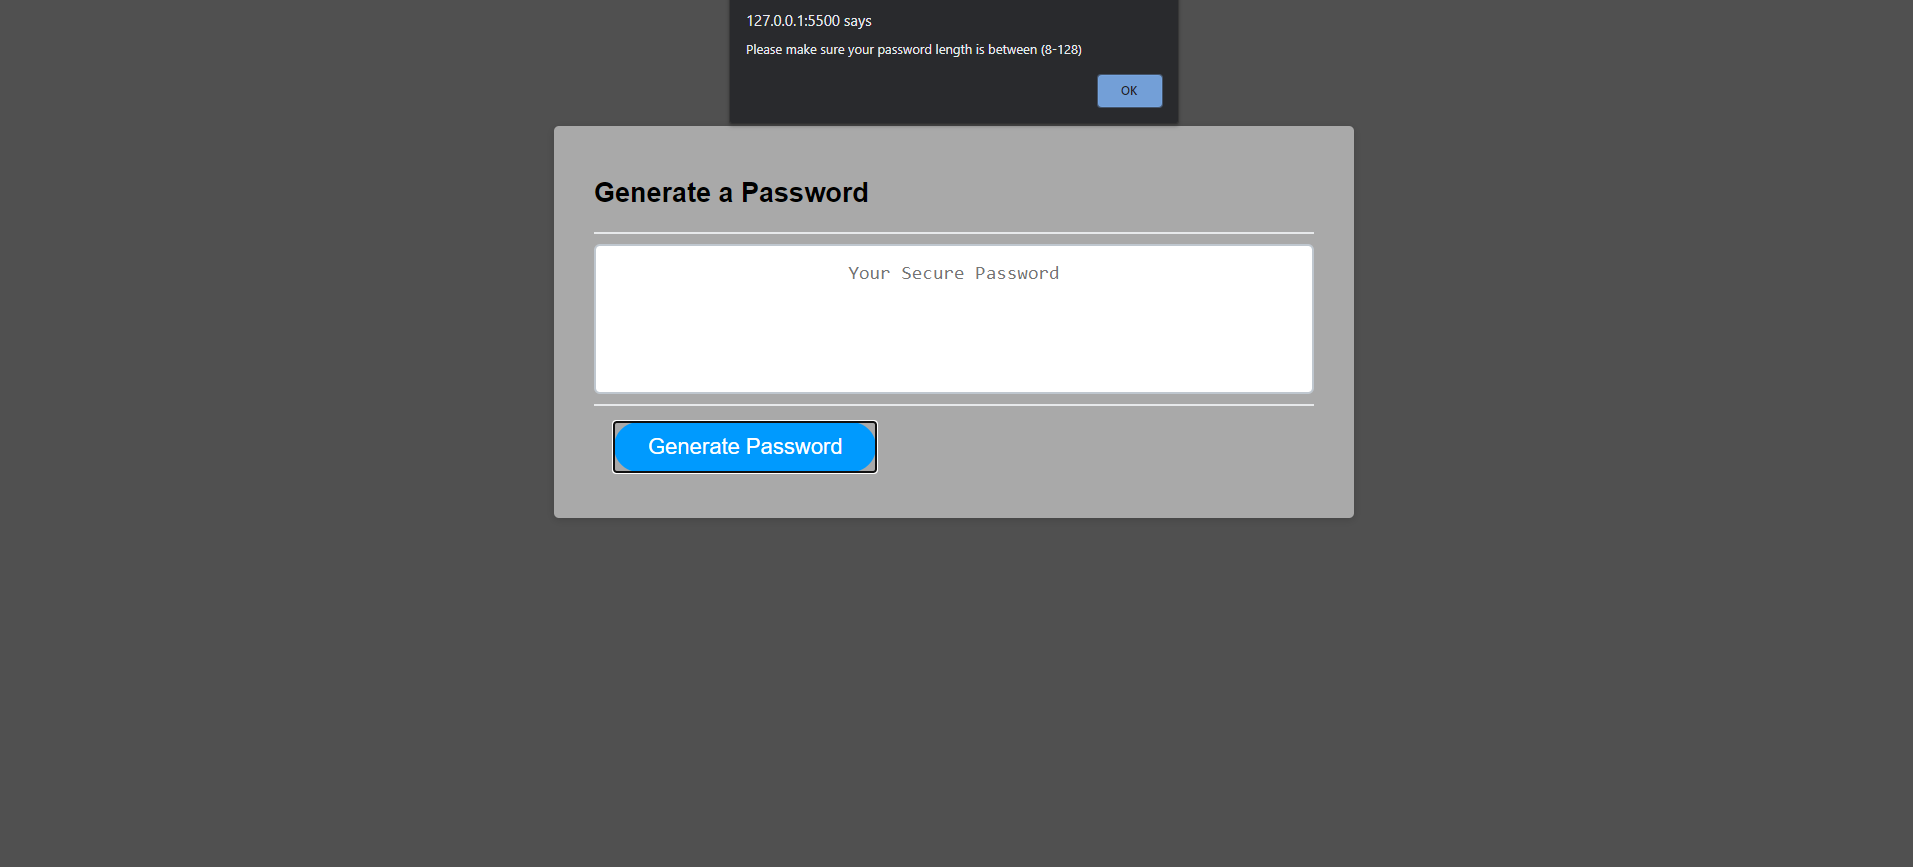 127.0.0.1:5500 says
Please make sure your password length is between (8-128)
OK
Generate a Password
Your Secure Password
Generate Password